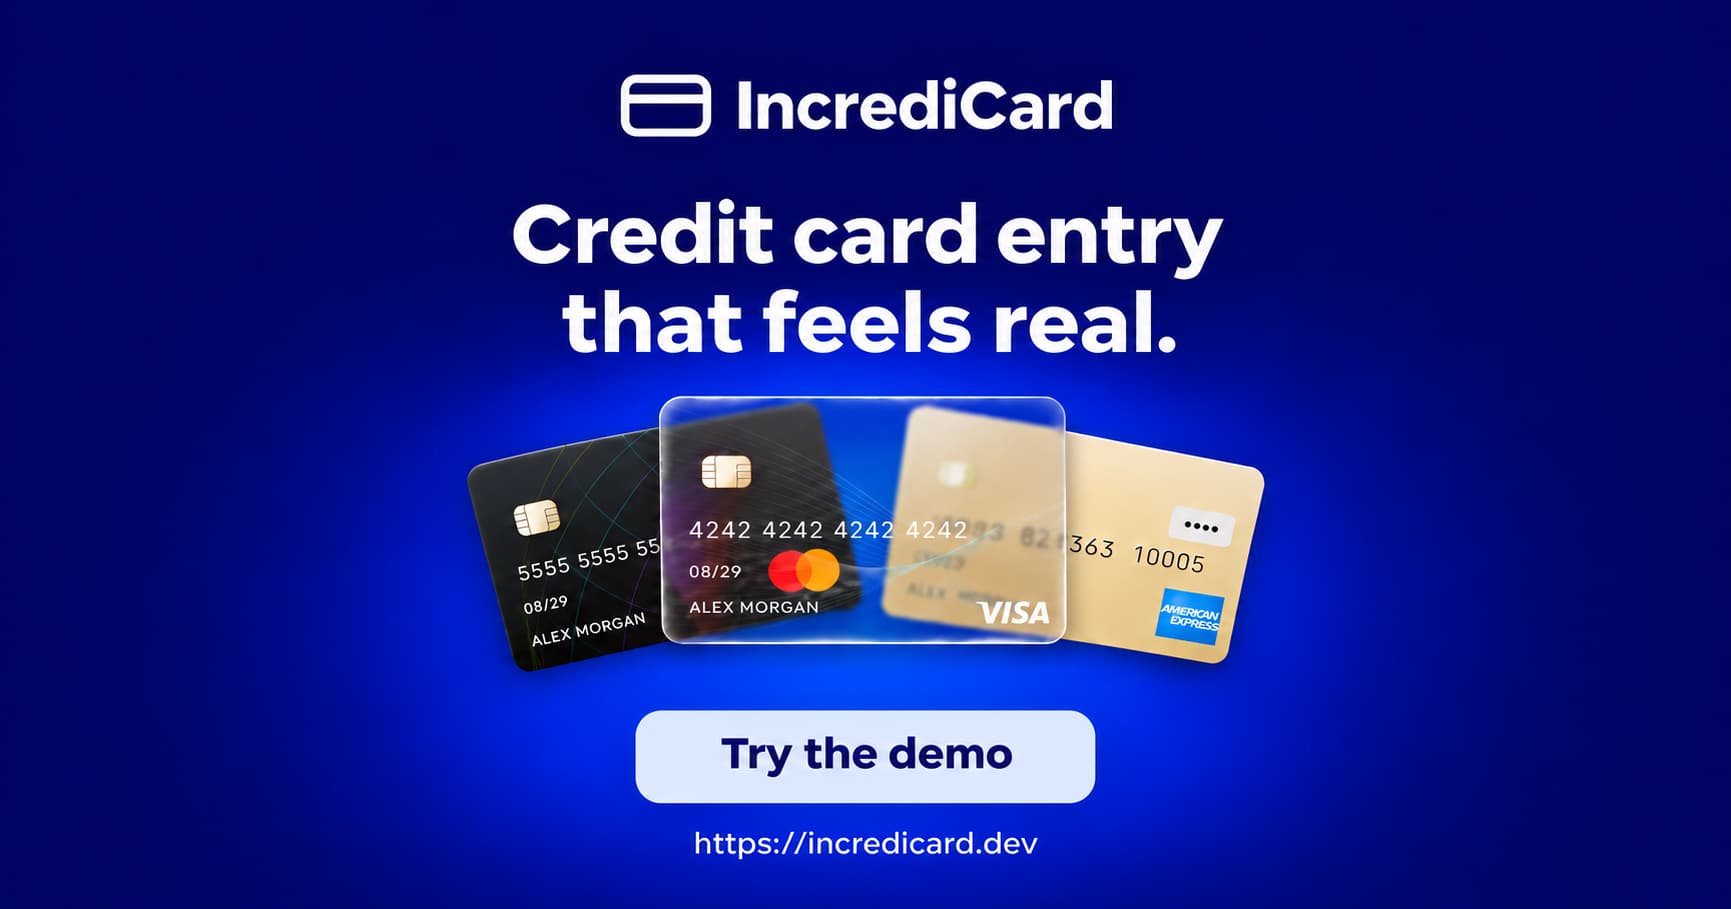 IncrediCard
Credit card entry
that feels real.
5555 5555 55
08/29
ALEX MORGAN
4242 4242 4242 4242
08/29
ALEX MORGAN
VISA
363 10005
AMERICAN
EXPRESS
Try the demo
https://incredicard.dev